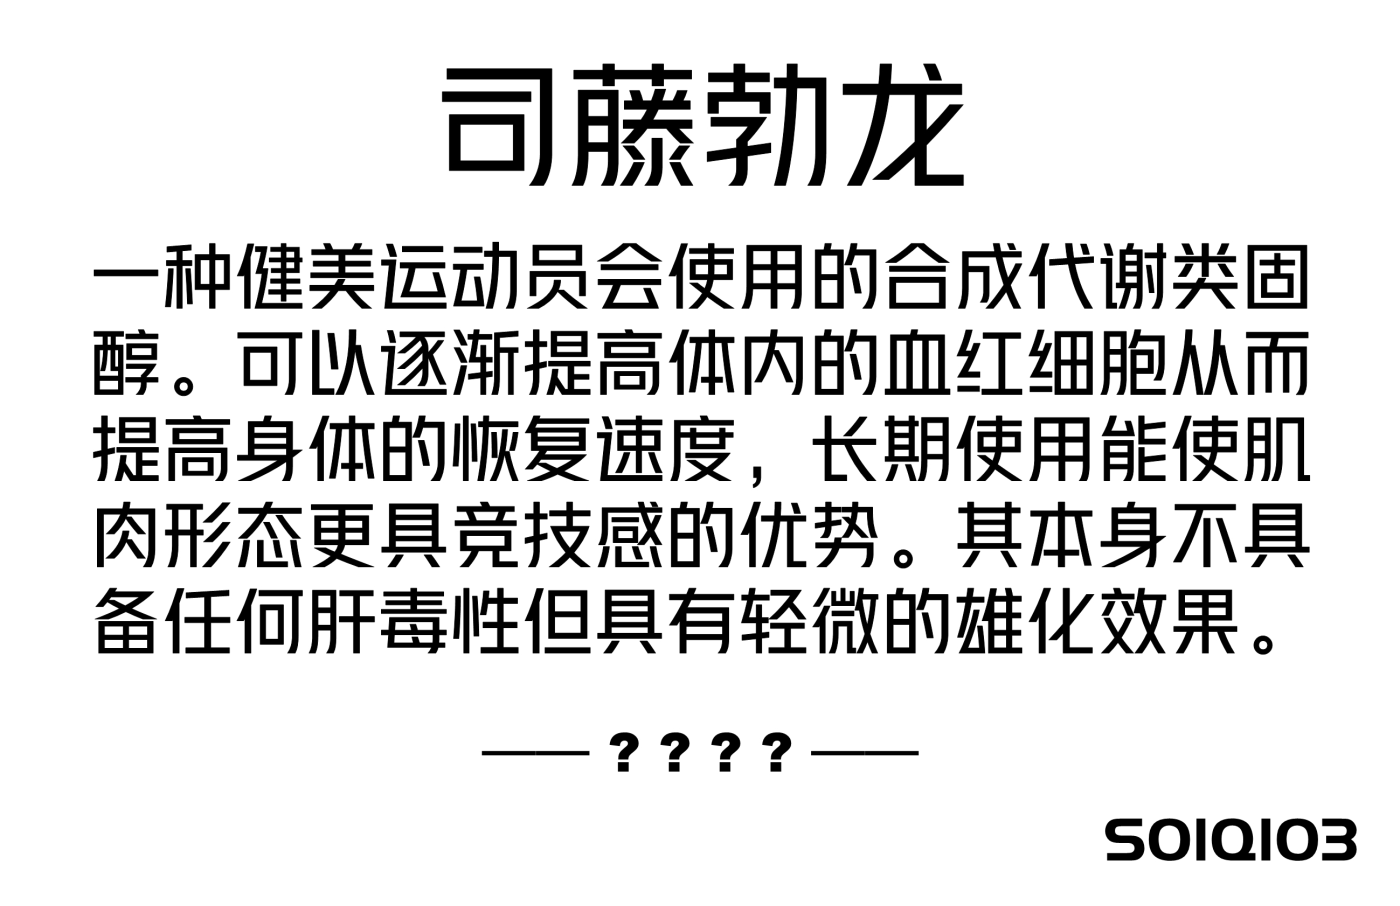 司藤勃龙
一种健美运动员会使用的合成代谢类固
醇。可以逐渐提高体内的血红细胞从而
提高身体的恢复速度，长期使用能使肌
肉形态更具竞技感的优势。其本身不具
备任何肝毒性但具有轻微的雄化效果。
——????——
S01Q103